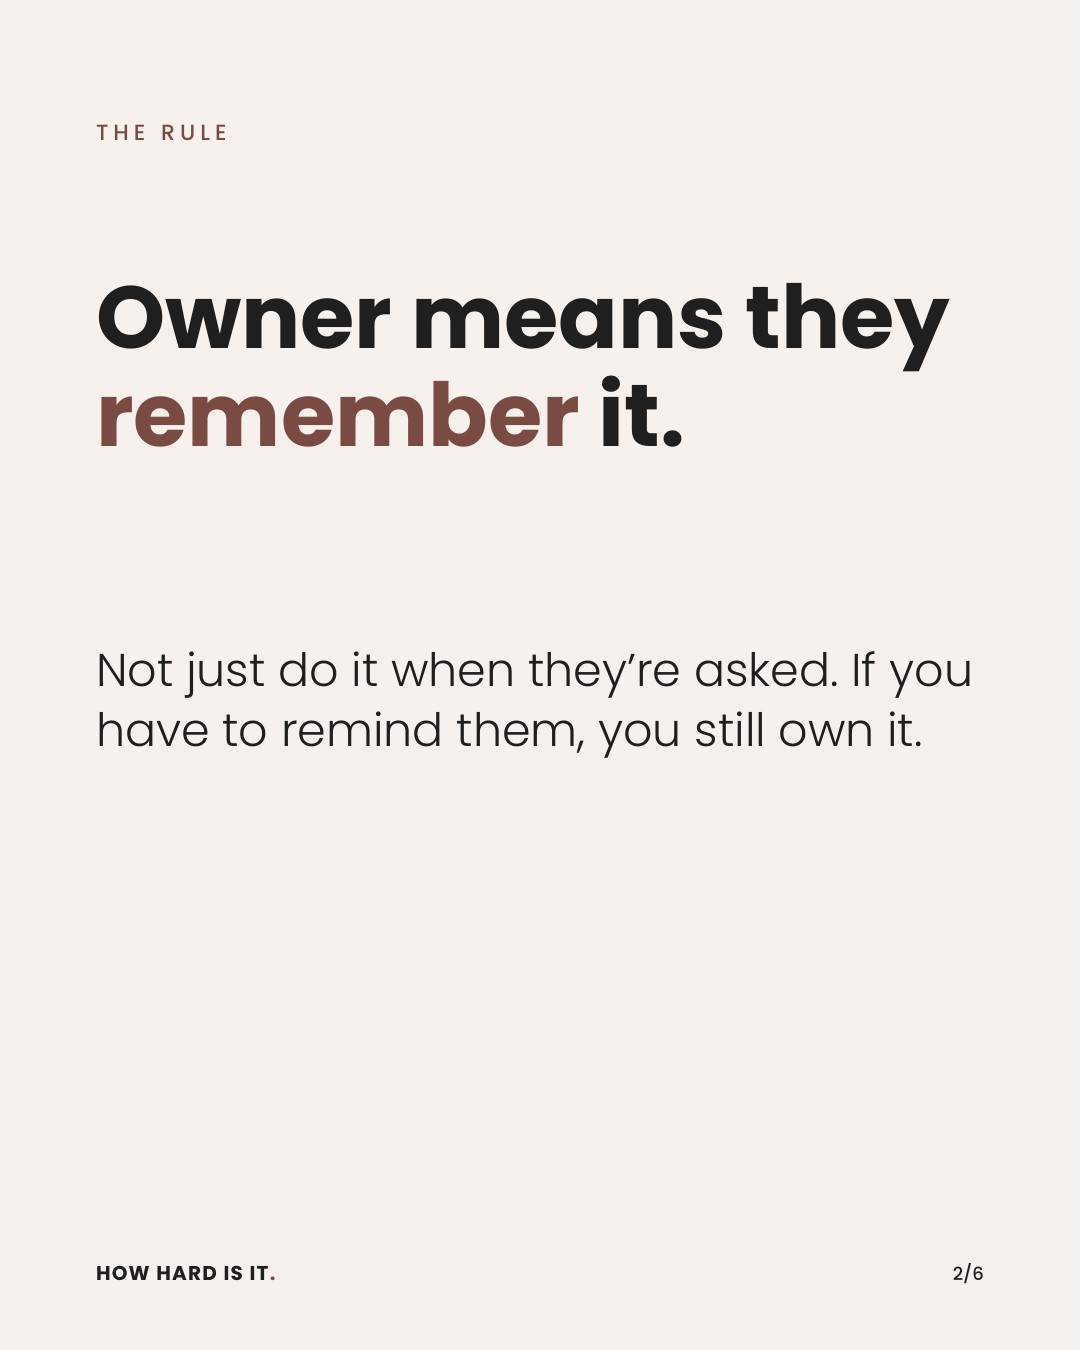 THE RULE
Owner means they
remember it.
Not just do it when they’re asked. If you
have to remind them, you still own it.
HOW HARD IS IT.
2/6